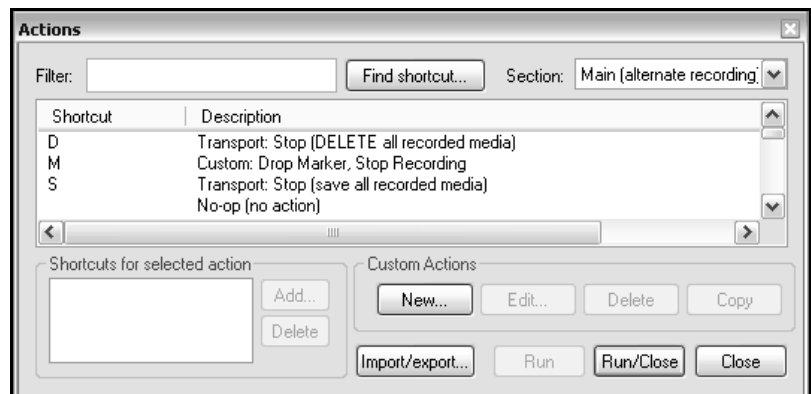 Actions
Filter: Find shortcut... Section: Main (alternate recording)
Shortcut Description
D Transport: Stop (DELETE all recorded media)
M Custom: Drop Marker, Stop Recording
S Transport: Stop (save all recorded media)
No-op (no action)
Shortcuts for selected action Custom Actions
Add... New... Edit... Delete Copy
Delete
Import/export... Run Run/Close Close